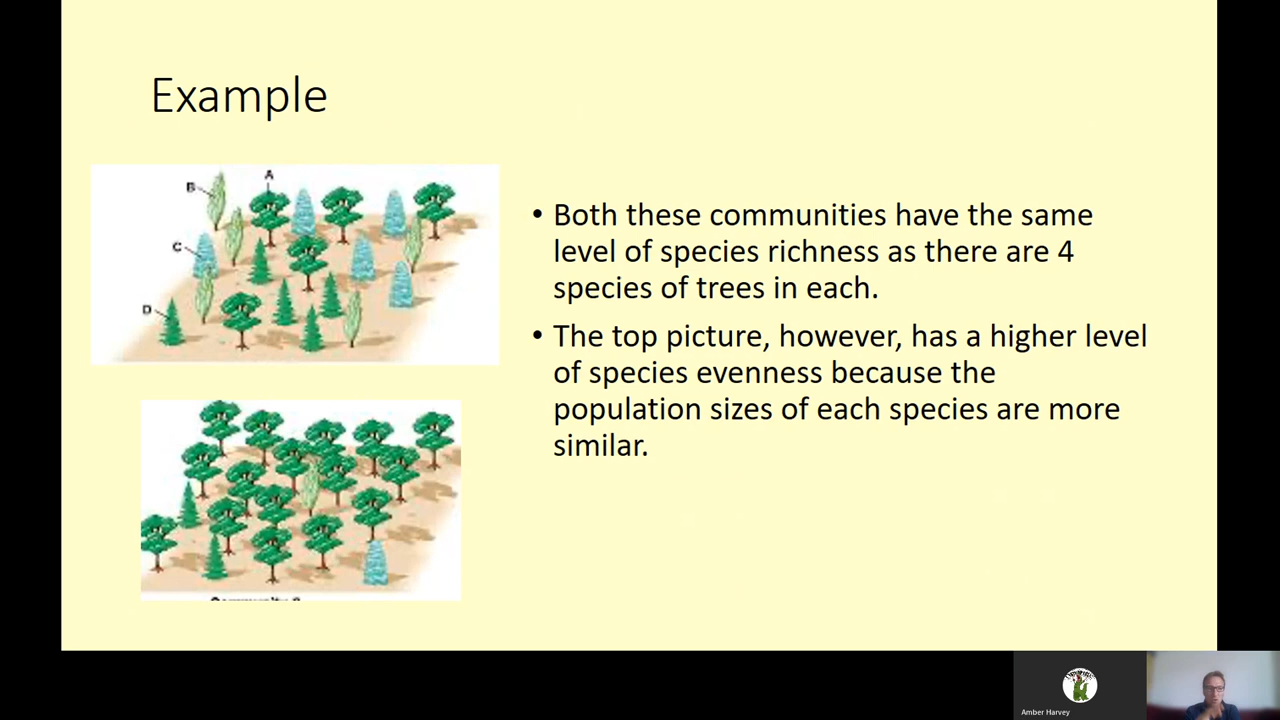 Example
B
A
C
D
• Both these communities have the same
level of species richness as there are 4
species of trees in each.
• The top picture, however, has a higher level
of species evenness because the
population sizes of each species are more
similar.
Amber Harvey